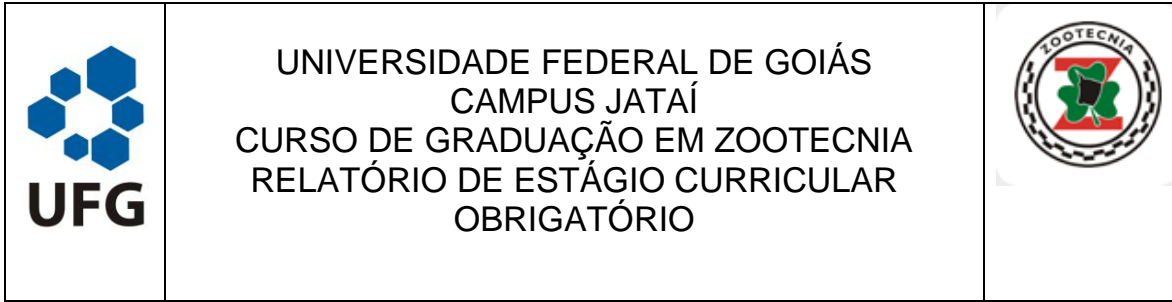 UFG
UNIVERSIDADE FEDERAL DE GOIÁS
CAMPUS JATAÍ
CURSO DE GRADUAÇÃO EM ZOOTECNIA
RELATÓRIO DE ESTÁGIO CURRICULAR
OBRIGATÓRIO
ZOOTECNIA